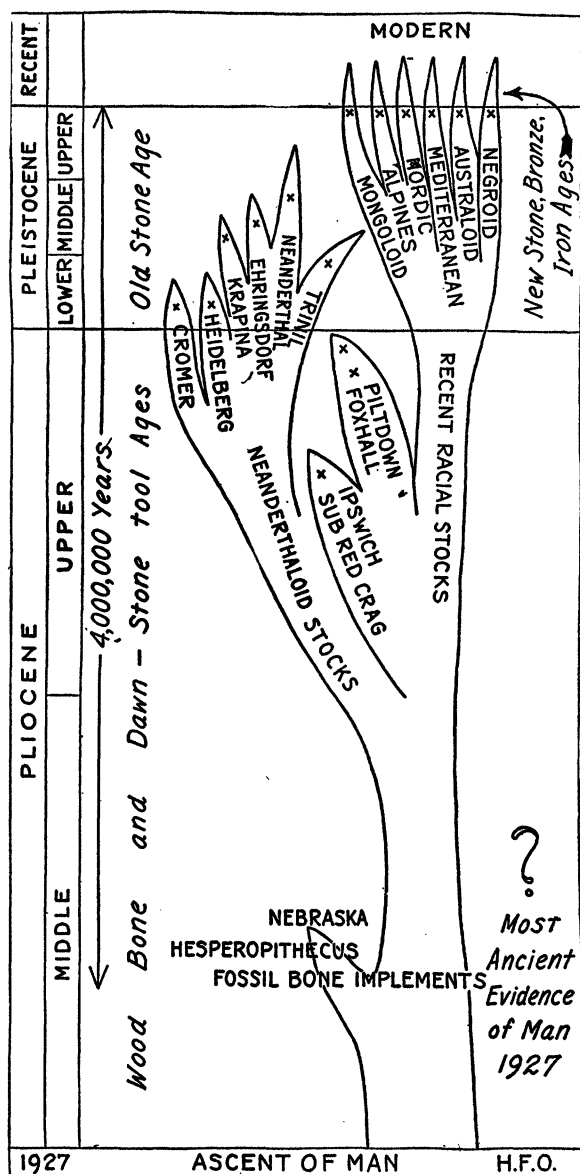 MODERN
RECENT
PLEISTOCENE
UPPER
MIDDLE
LOWER
Old Stone Age
CROMER
HEIDELBERG
KRAPINA
EHRINGSDORF
NEANDERTHAL
TRINIL
MONGOLOID
ALPINES
NORDIC
MEDITERRANEAN
AUSTRALOID
NEGROID
New Stone, Bronze,
Iron Ages
PLIOCENE
UPPER
MIDDLE
4,000,000 Years
Wood Bone and Dawn-Stone tool Ages
NEANDERTHALOID STOCKS
PILTDOWN
FOXHALL
IPSWICH
SUB RED CRAG
RECENT RACIAL STOCKS
NEBRASKA
HESPEROPITHECUS
FOSSIL BONE IMPLEMENTS
?
Most
Ancient
Evidence
of Man
1927
1927 ASCENT OF MAN H.F.O.